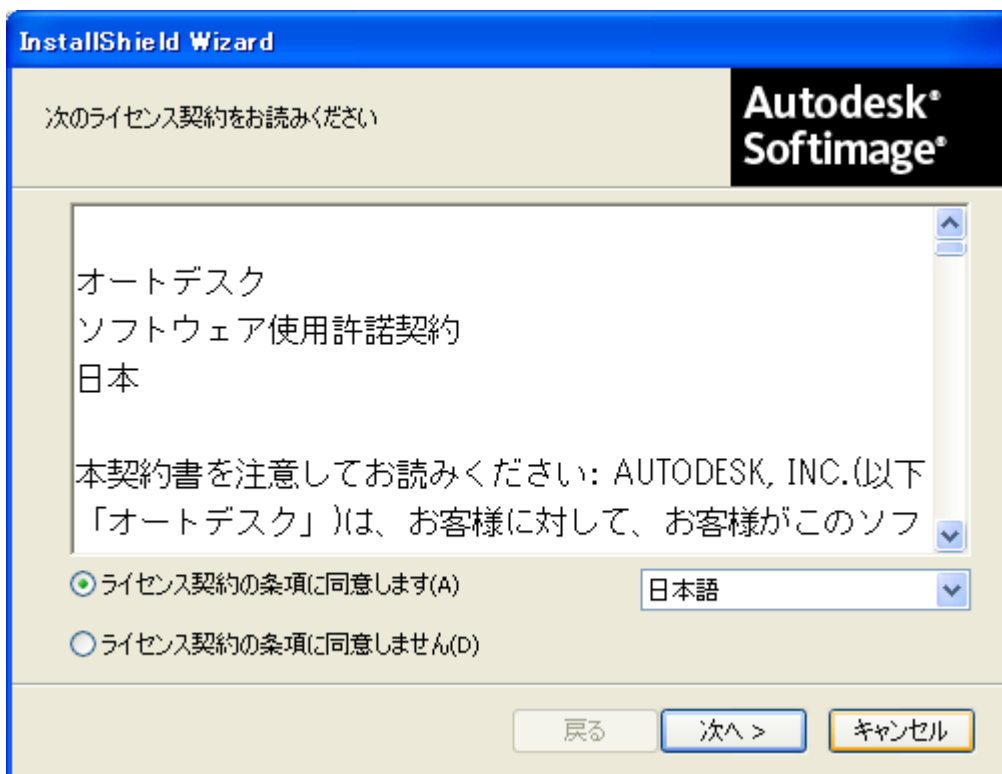 InstallShield Wizard
次のライセンス契約をお読みください
Autodesk®
Softimage®
オートデスク
ソフトウェア使用許諾契約
日本
本契約書を注意してお読みください: AUTODESK, INC.(以下
「オートデスク」)は、お客様に対して、お客様がこのソフ
ライセンス契約の条項に同意します(A)
日本語
ライセンス契約の条項に同意しません(D)
戻る
次へ >
キャンセル